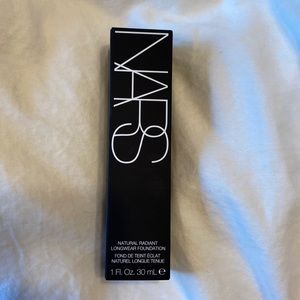 NARS
NATURAL RADIANT
LONGWEAR FOUNDATION
FOND DE TEINT ÉCLAT
NATUREL LONGUE TENUE
1 Fl. Oz. 30 mL ℮